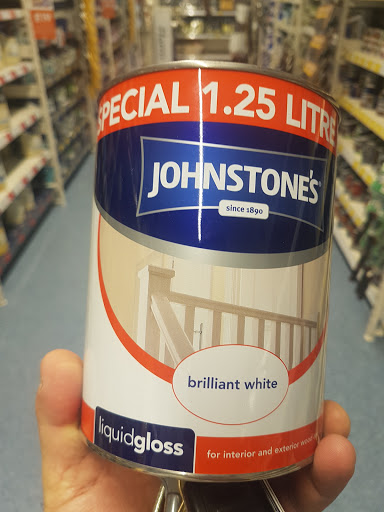 SPECIAL 1.25 LITRE
JOHNSTONE'S
since 1890
brilliant white
liquidgloss
for interior and exterior wood